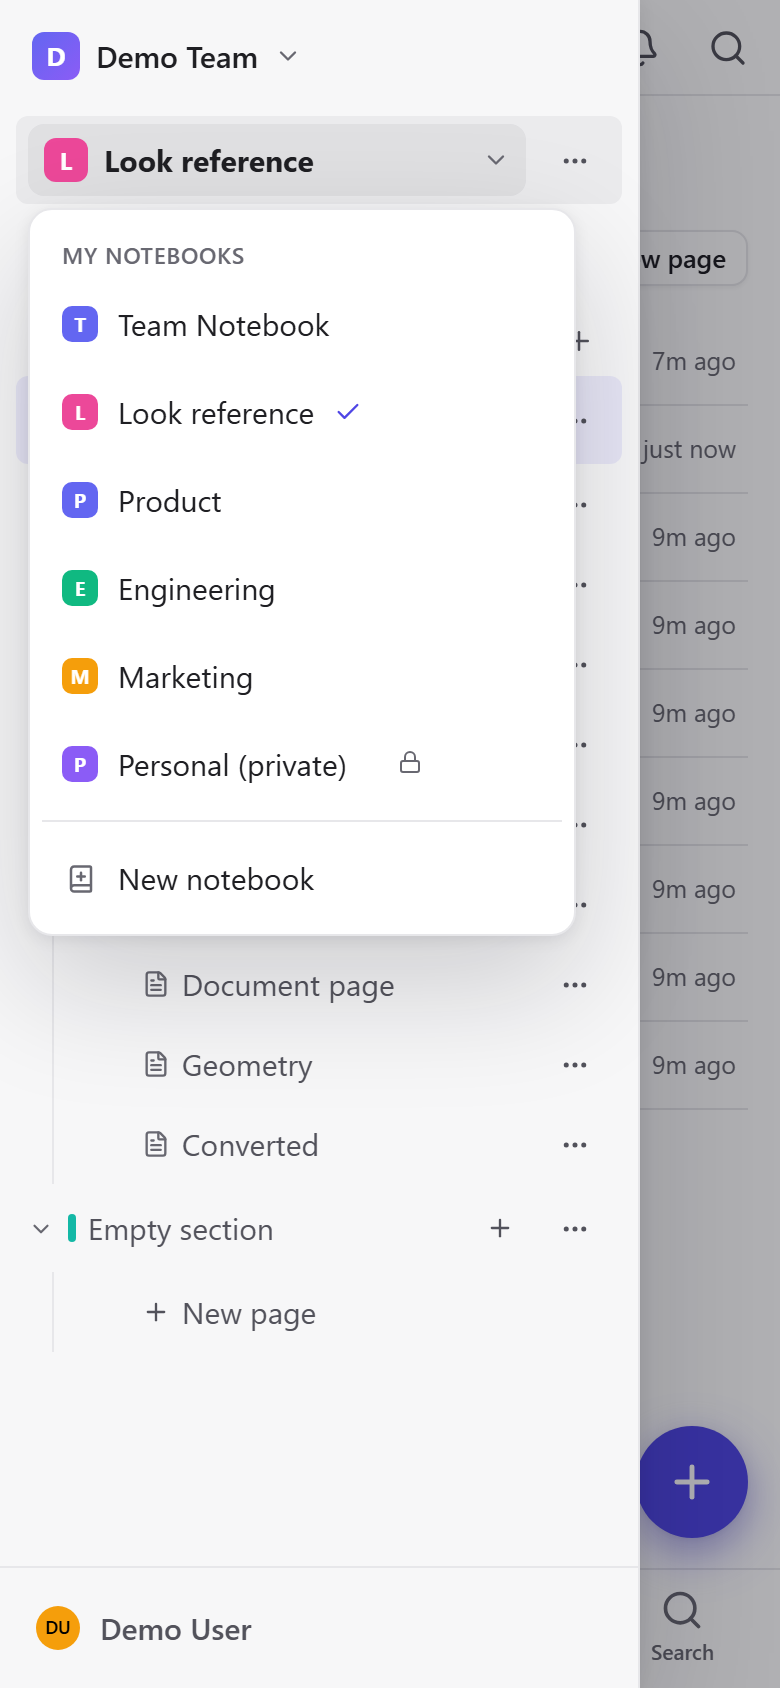 D Demo Team
L Look reference
MY NOTEBOOKS
T Team Notebook
L Look reference
P Product
E Engineering
M Marketing
P Personal (private)
New notebook
Document page
Geometry
Converted
Empty section
New page
DU Demo User
w page
7m ago
just now
9m ago
9m ago
9m ago
9m ago
9m ago
9m ago
9m ago
Search